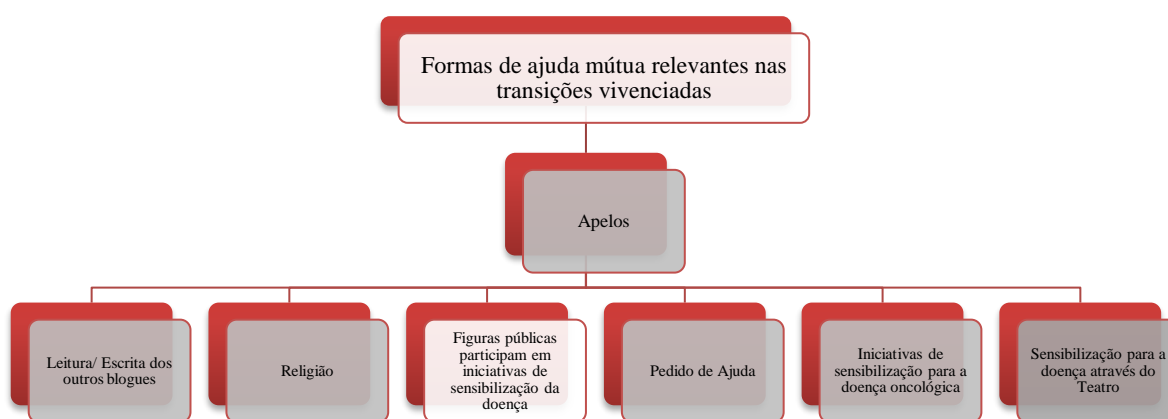 Formas de ajuda mútua relevantes nas
transições vivenciadas
Apelos
Leitura/ Escrita dos
outros blogues
Religião
Figuras públicas
participam em
iniciativas de
sensibilização da
doença
Pedido de Ajuda
Iniciativas de
sensibilização para a
doença oncológica
Sensibilização para a
doença através do
Teatro